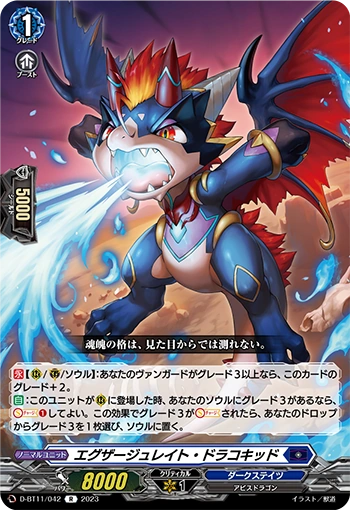 1
グレード
ブースト
5000
シールド
魂魄の格は、見た目からでは測れない。
永【 /  /ソウル】:あなたのヴァンガードがグレード3以上なら、このカードの
グレード+2。
自:このユニットが に登場した時、あなたのソウルにグレード3があるなら、
 1してよい。この効果でグレード3が されたら、あなたのドロップ
からグレード3を1枚選び、ソウルに置く。
ノーマルユニット
エグザージュレイト・ドラコキッド
パワー 8000
クリティカル
1
ダークステイツ
アビスドラゴン
D-BT11/042 R 2023
イラスト/獣道